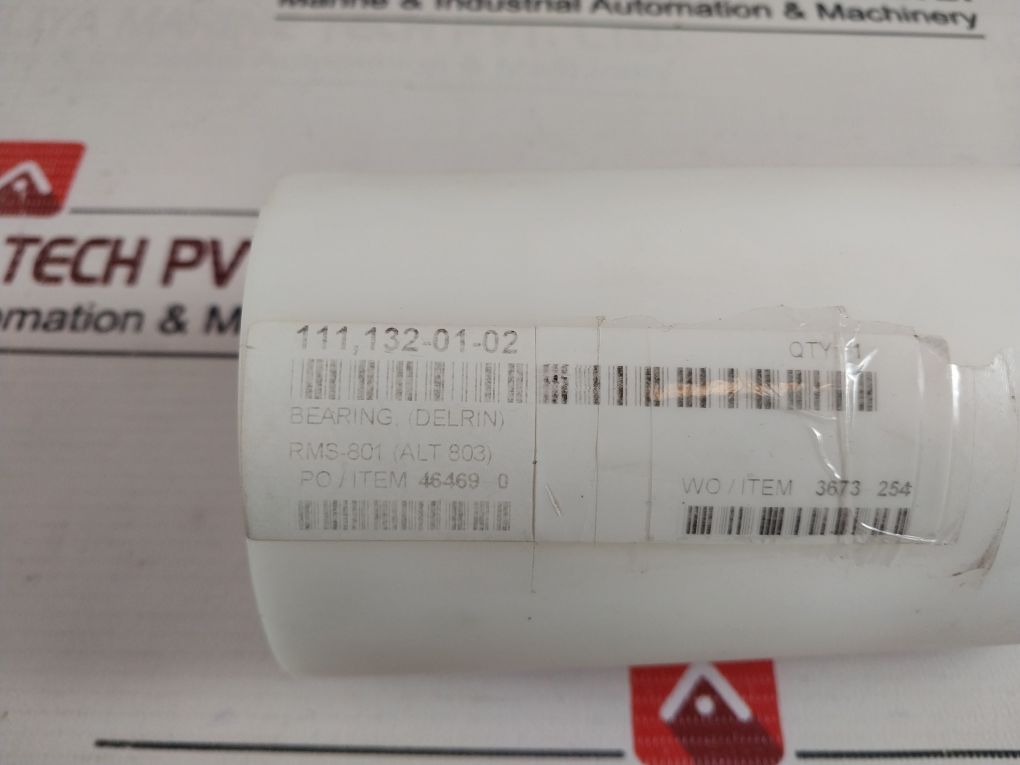 Marine & Industrial Automation & Machinery
TECH PV
omation & M
111,132-01-02
QTY 1
BEARING, (DELRIN)
RMS-801 (ALT 803)
PO / ITEM 46469 0
WO / ITEM 3673 254